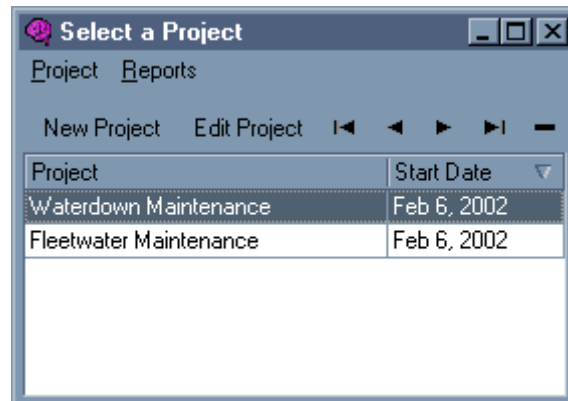 Select a Project
Project Reports
New Project Edit Project
Project Start Date
Waterdown Maintenance Feb 6, 2002
Fleetwater Maintenance Feb 6, 2002